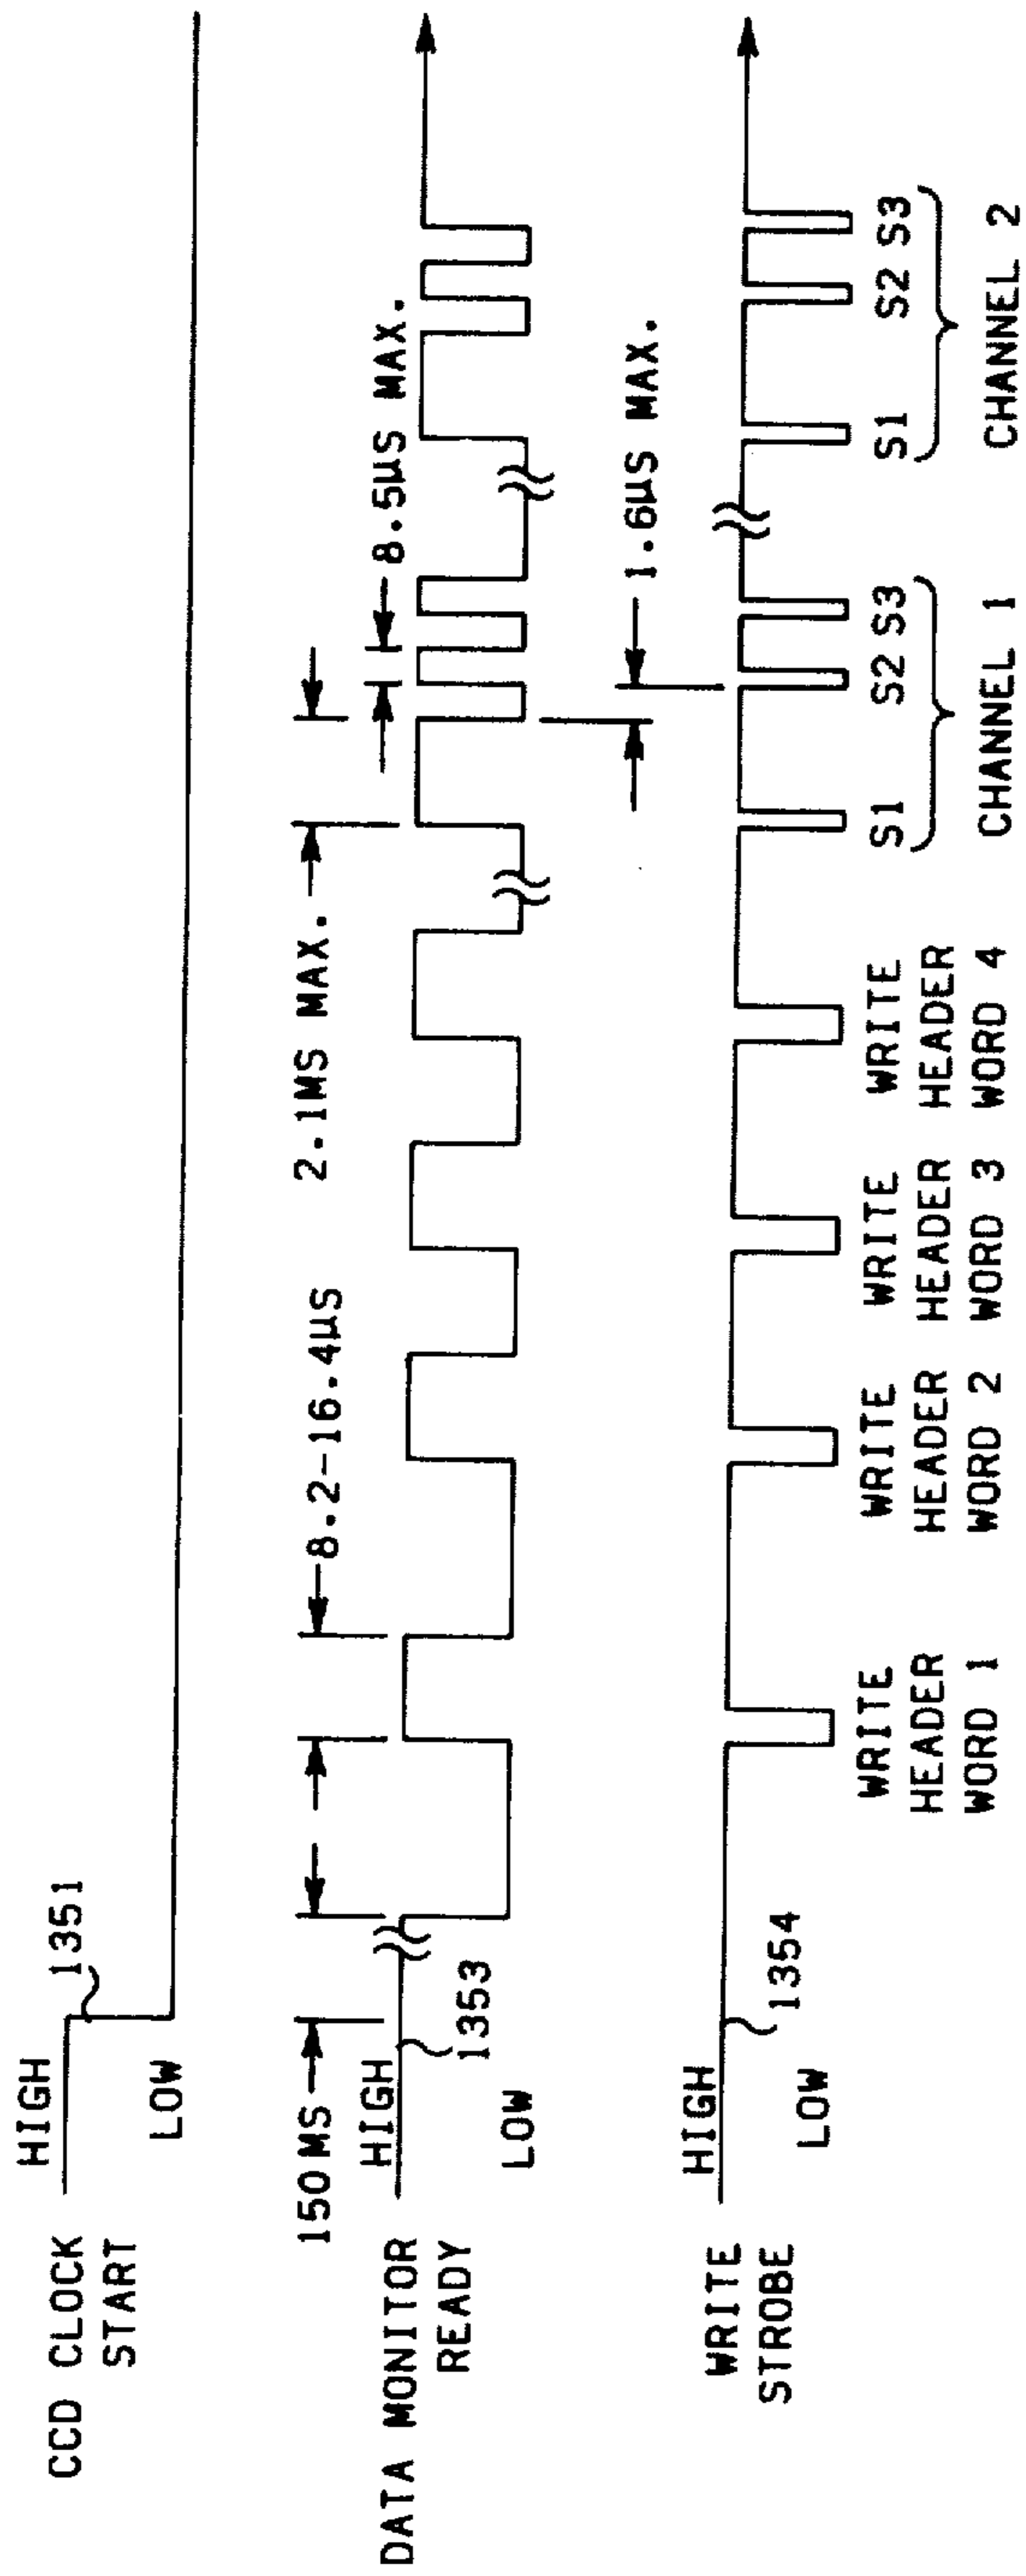 CCD CLOCK
START
HIGH
LOW
1351
DATA MONITOR
READY
HIGH
LOW
150MS
1353
8.2-16.4µS
2.1MS MAX.
8.5µS MAX.
1.6µS MAX.
WRITE
STROBE
HIGH
LOW
1354
WRITE
HEADER
WORD 1
WRITE
HEADER
WORD 2
WRITE
HEADER
WORD 3
WRITE
HEADER
WORD 4
S1 S2 S3
CHANNEL 1
S1 S2 S3
CHANNEL 2